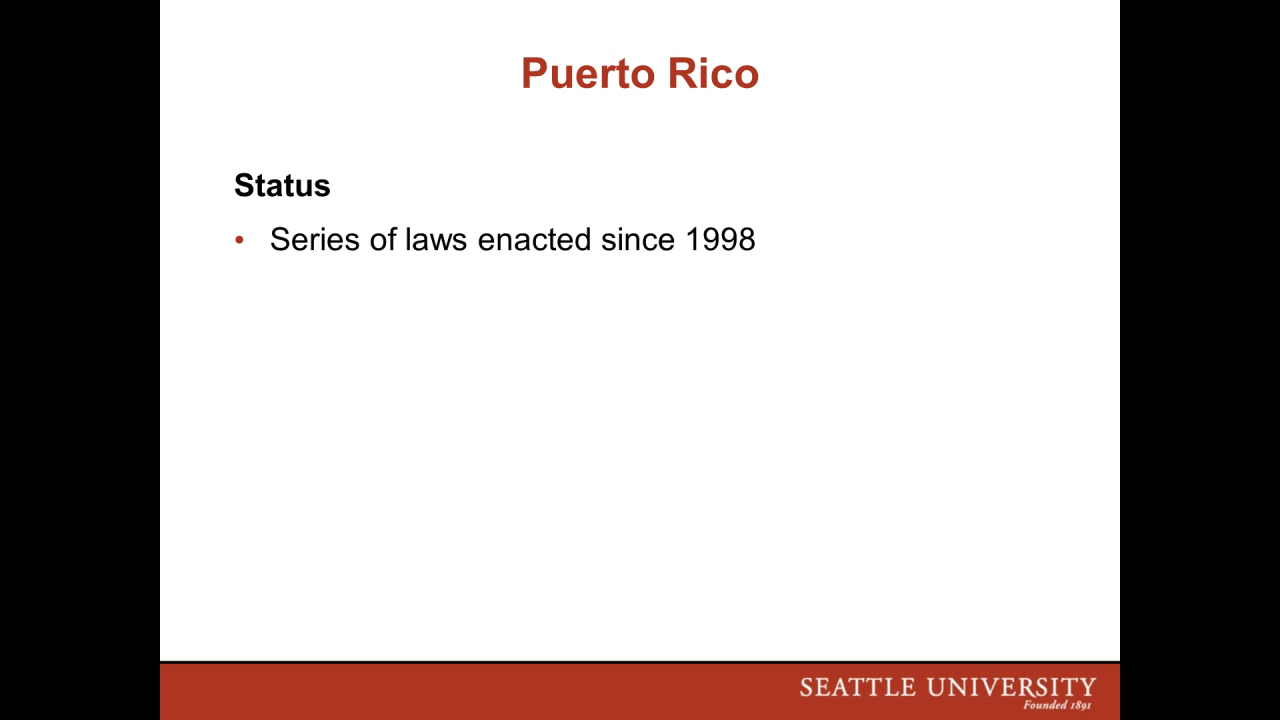 Puerto Rico
Status
• Series of laws enacted since 1998
SEATTLE UNIVERSITY
Founded 1891